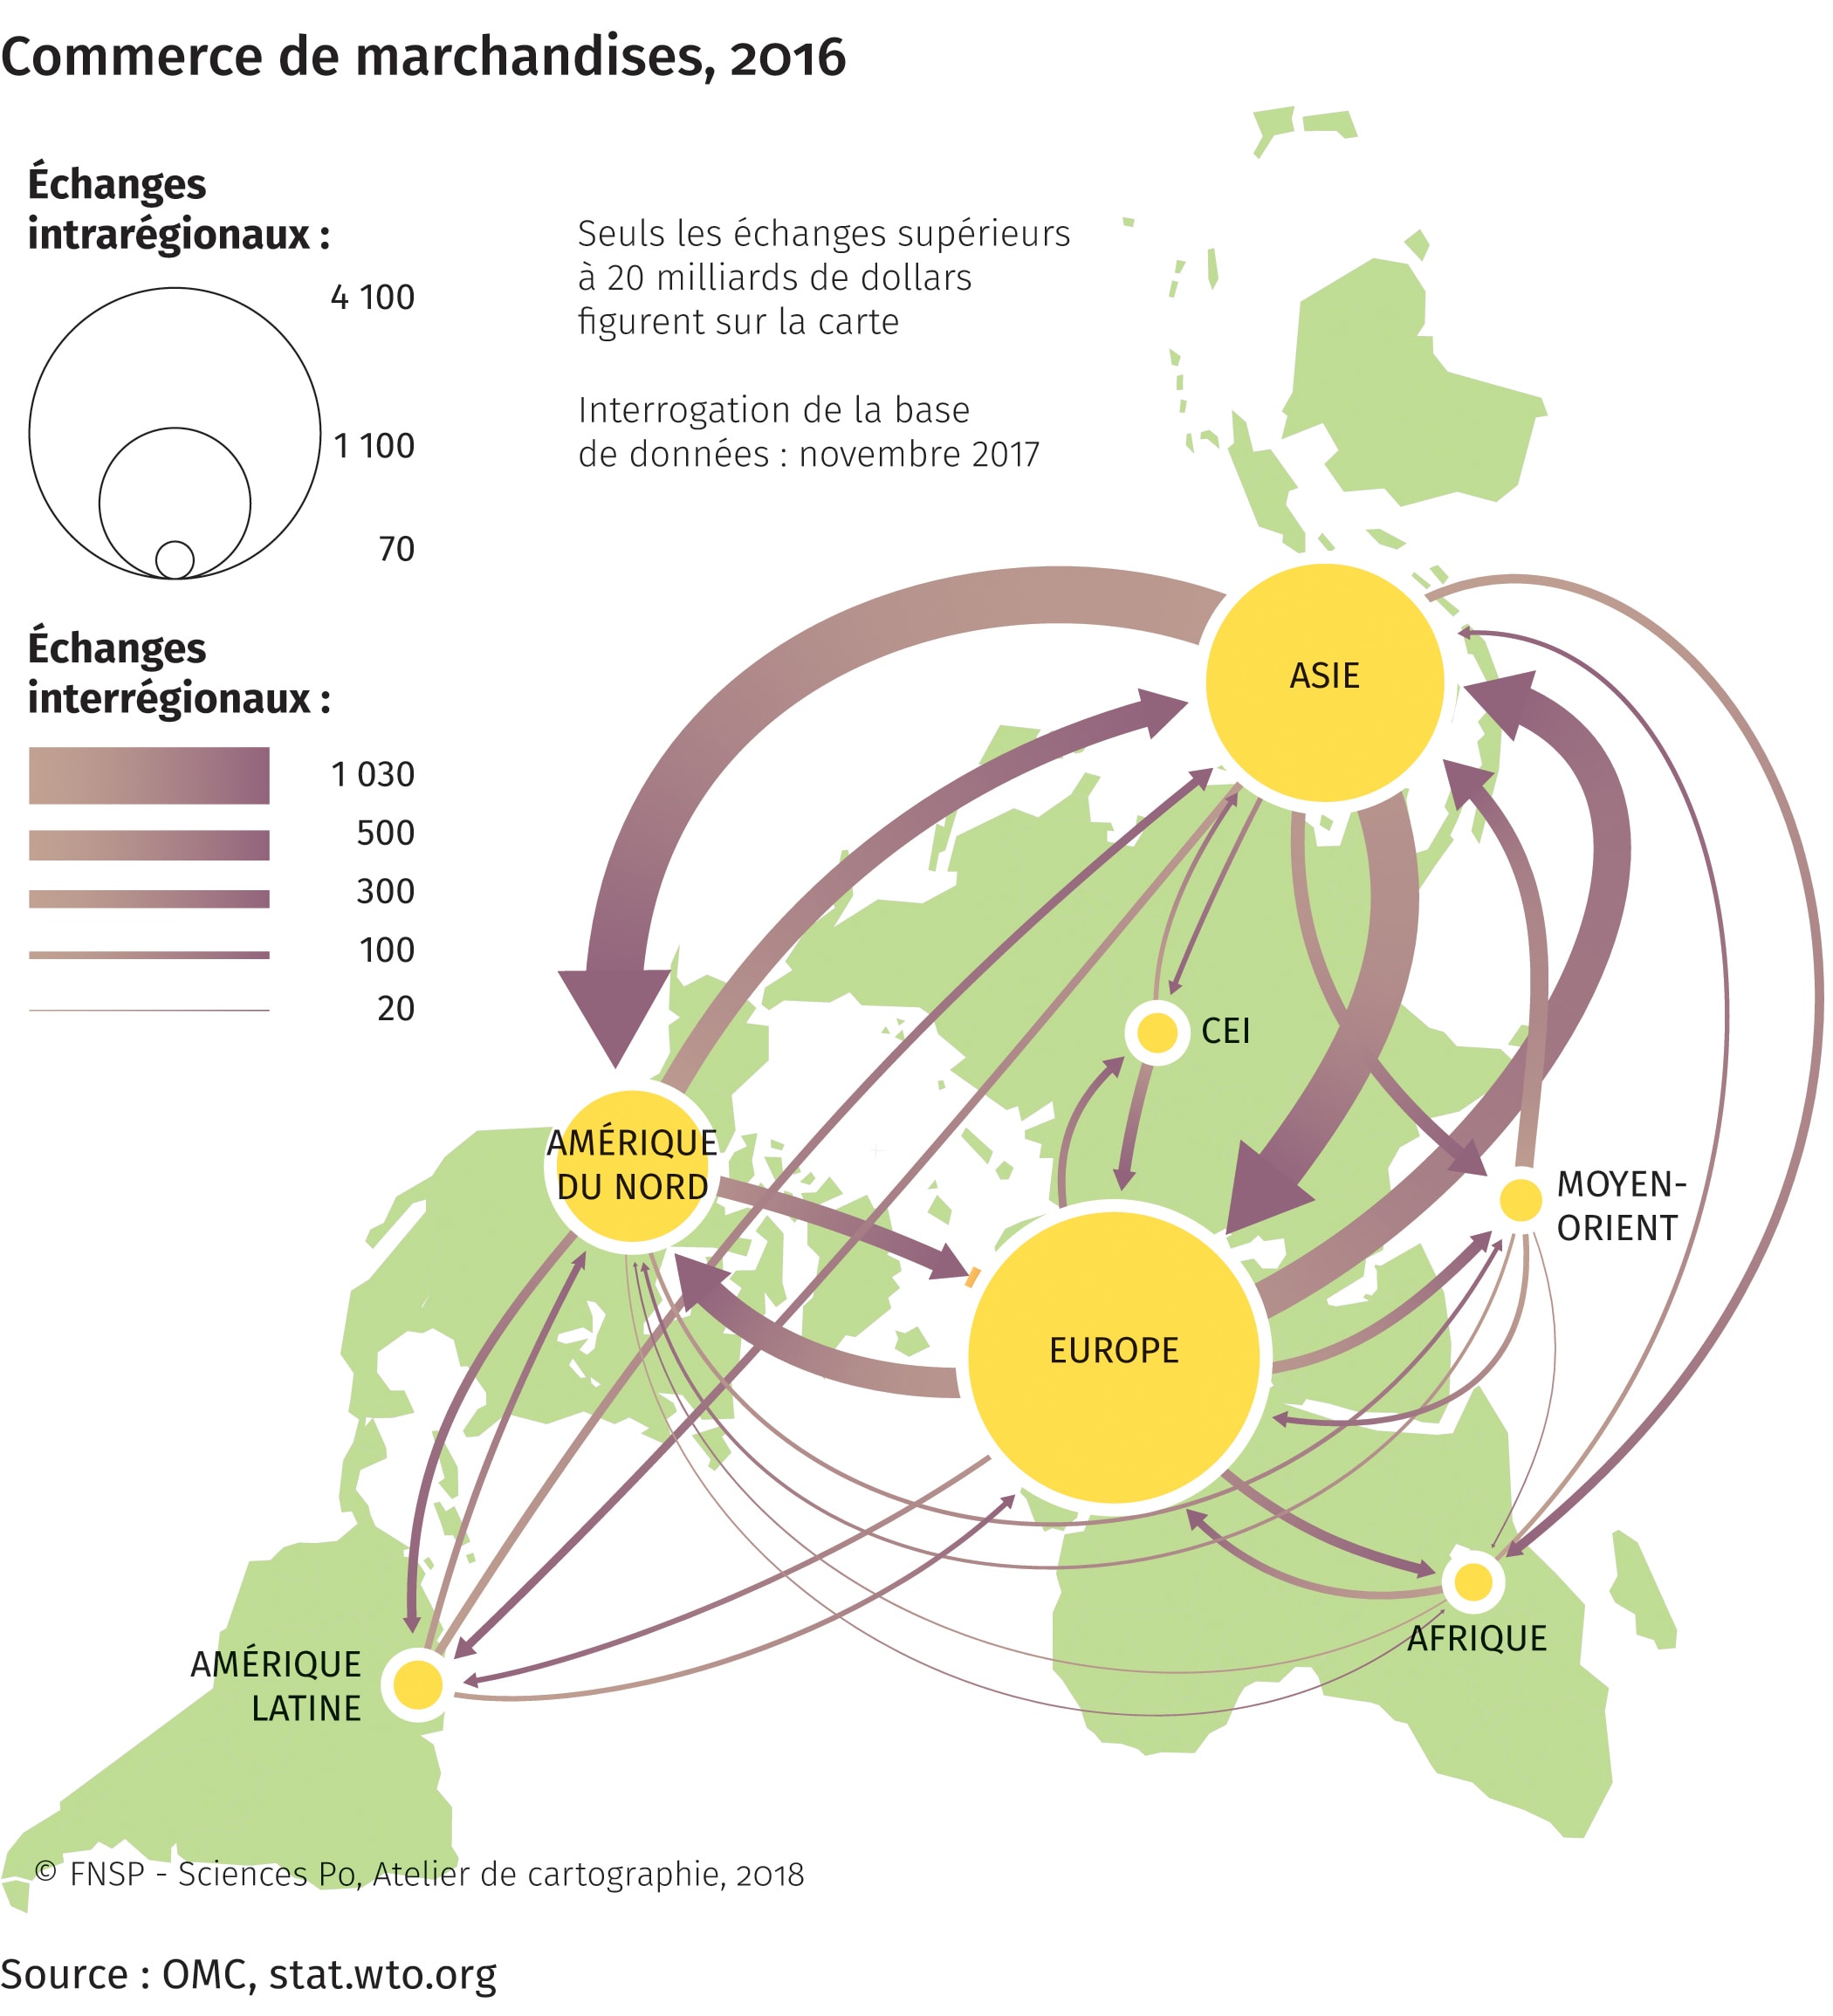 Commerce de marchandises, 2016
Échanges
intrarégionaux :
4 100
1 100
70
Échanges
interrégionaux :
1 030
500
300
100
20
Seuls les échanges supérieurs
à 20 milliards de dollars
figurent sur la carte
Interrogation de la base
de données : novembre 2017
ASIE
CEI
AMÉRIQUE
DU NORD
MOYEN-
ORIENT
EUROPE
AFRIQUE
AMÉRIQUE
LATINE
© FNSP - Sciences Po, Atelier de cartographie, 2018
Source : OMC, stat.wto.org